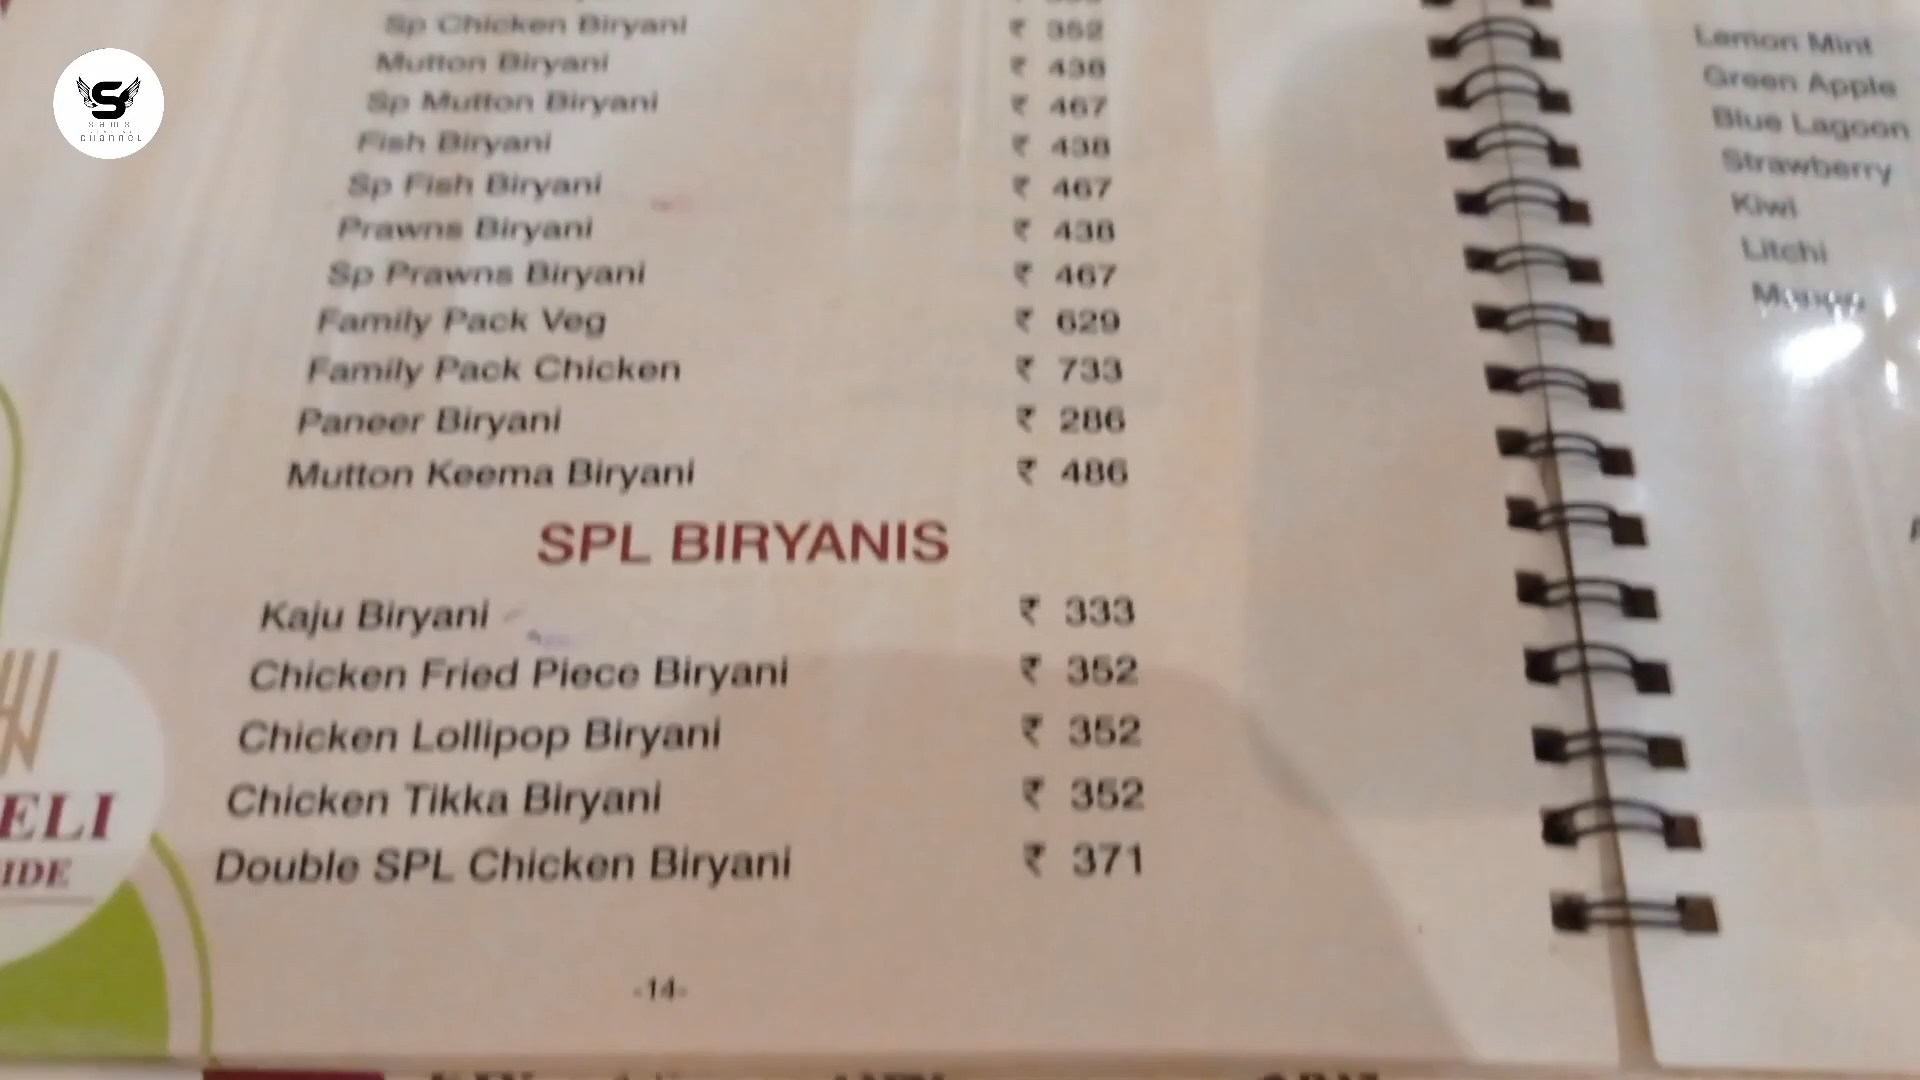 Sp Chicken Biryani ₹ 352
Mutton Biryani ₹ 438
Sp Mutton Biryani ₹ 467
Fish Biryani ₹ 438
Sp Fish Biryani ₹ 467
Prawns Biryani ₹ 438
Sp Prawns Biryani ₹ 467
Family Pack Veg ₹ 629
Family Pack Chicken ₹ 733
Paneer Biryani ₹ 286
Mutton Keema Biryani ₹ 486
SPL BIRYANIS
Kaju Biryani ₹ 333
Chicken Fried Piece Biryani ₹ 352
Chicken Lollipop Biryani ₹ 352
Chicken Tikka Biryani ₹ 352
Double SPL Chicken Biryani ₹ 371
-14-
ELI
IDE
Lemon Mint
Green Apple
Blue Lagoon
Strawberry
Kiwi
Litchi
Mango
S
sams
channel